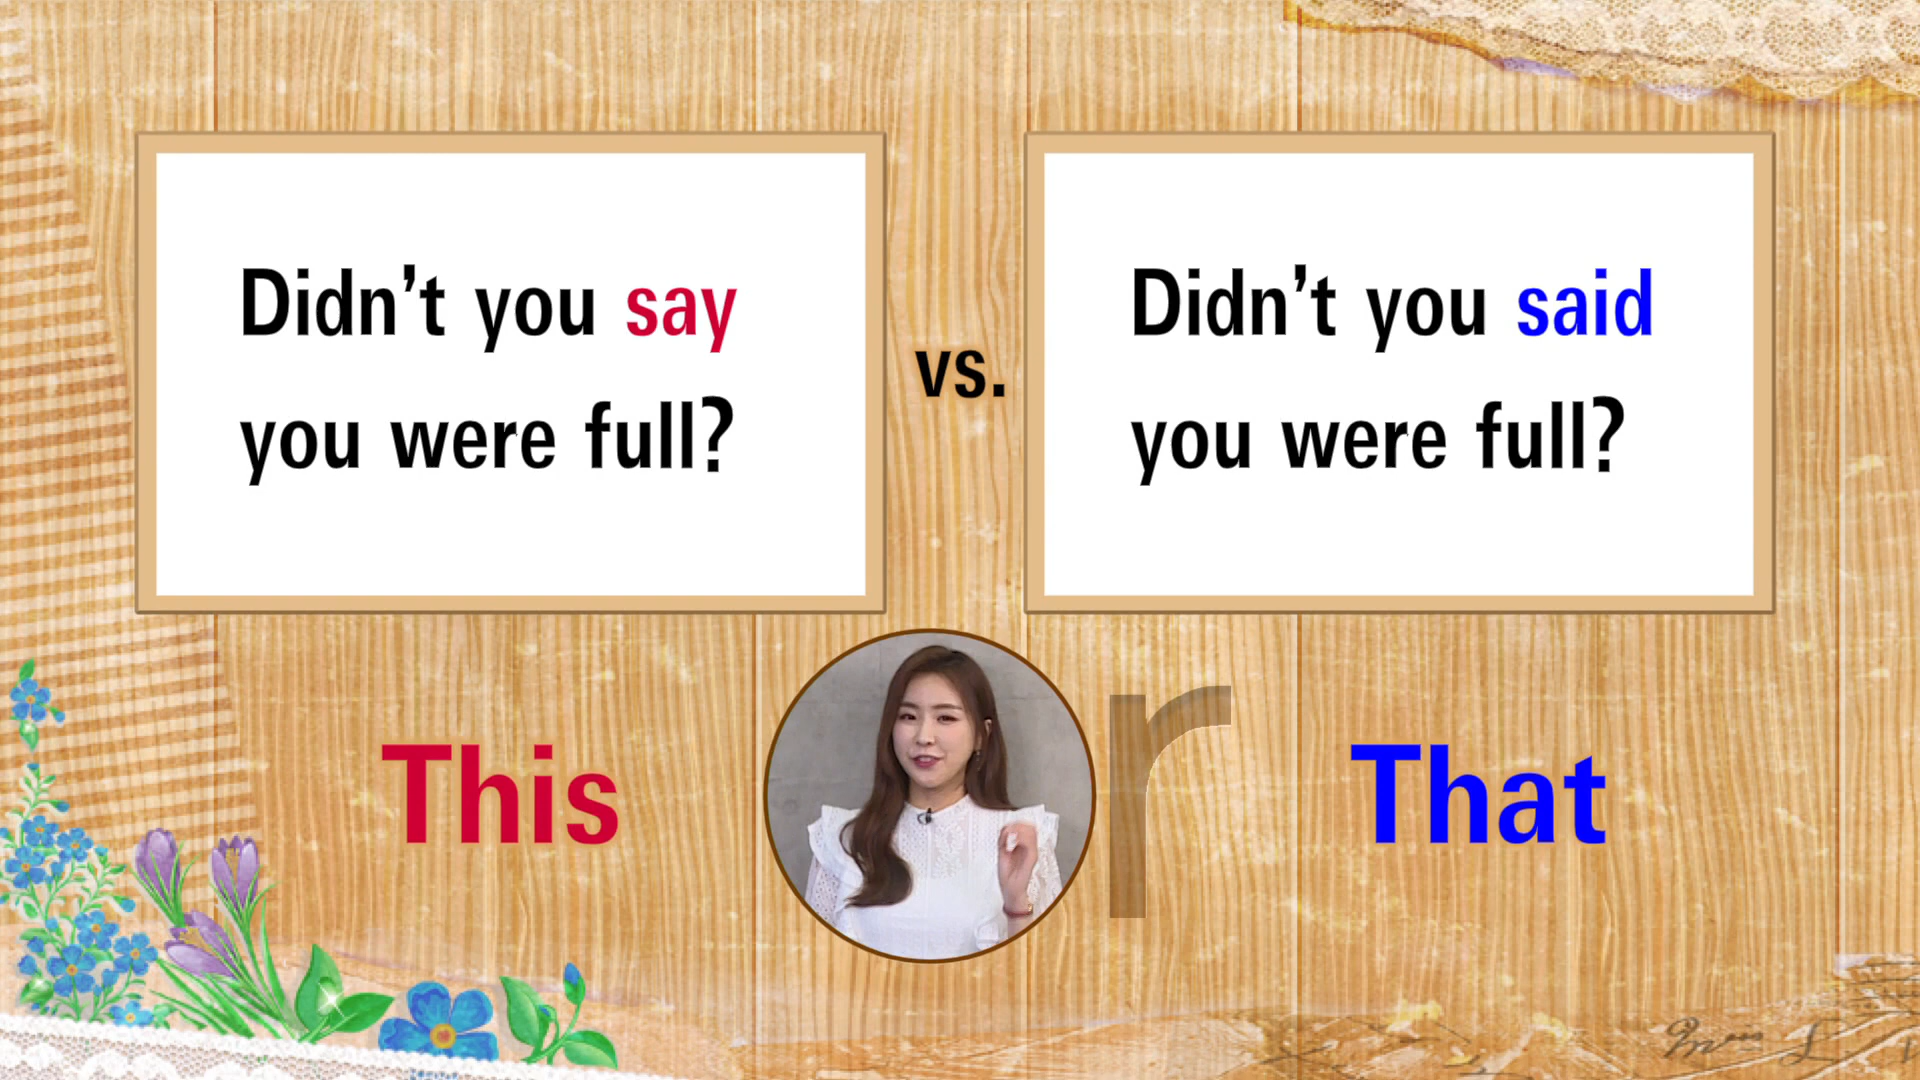 Didn't you say
you were full?
vs.
Didn't you said
you were full?
This
r
That